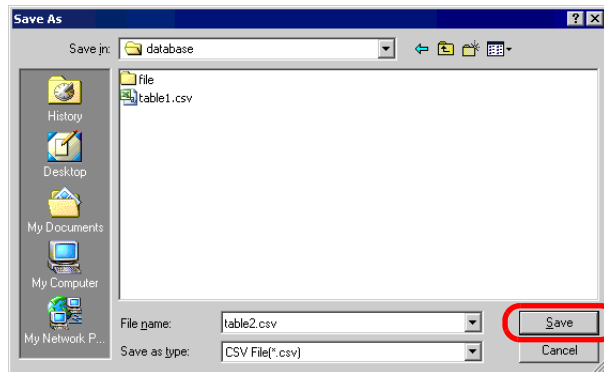 Save As
Save in: database
file
table1.csv
History
Desktop
My Documents
My Computer
My Network P...
File name: table2.csv Save
Save as type: CSV File(*.csv) Cancel